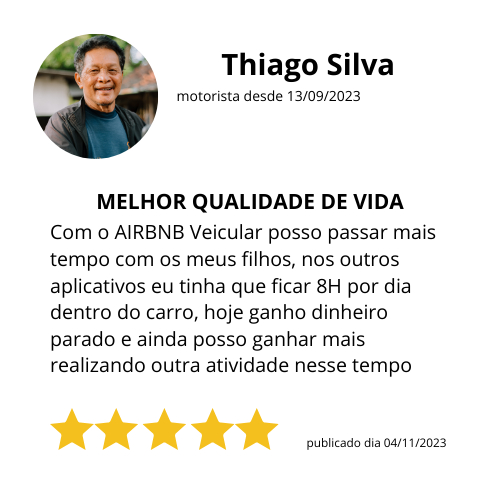 Thiago Silva
motorista desde 13/09/2023
MELHOR QUALIDADE DE VIDA
Com o AIRBNB Veicular posso passar mais
tempo com os meus filhos, nos outros
aplicativos eu tinha que ficar 8H por dia
dentro do carro, hoje ganho dinheiro
parado e ainda posso ganhar mais
realizando outra atividade nesse tempo
publicado dia 04/11/2023